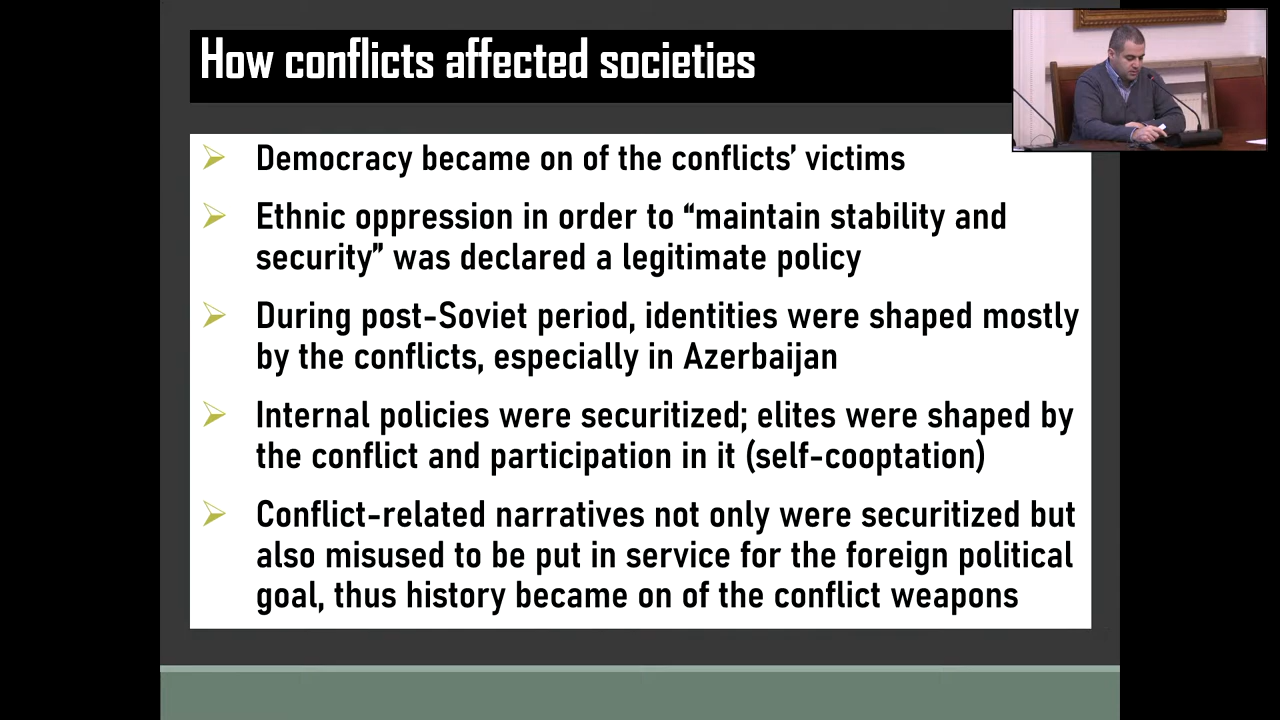 How conflicts affected societies
Democracy became on of the conflicts’ victims
Ethnic oppression in order to “maintain stability and
security” was declared a legitimate policy
During post-Soviet period, identities were shaped mostly
by the conflicts, especially in Azerbaijan
Internal policies were securitized; elites were shaped by
the conflict and participation in it (self-cooptation)
Conflict-related narratives not only were securitized but
also misused to be put in service for the foreign political
goal, thus history became on of the conflict weapons